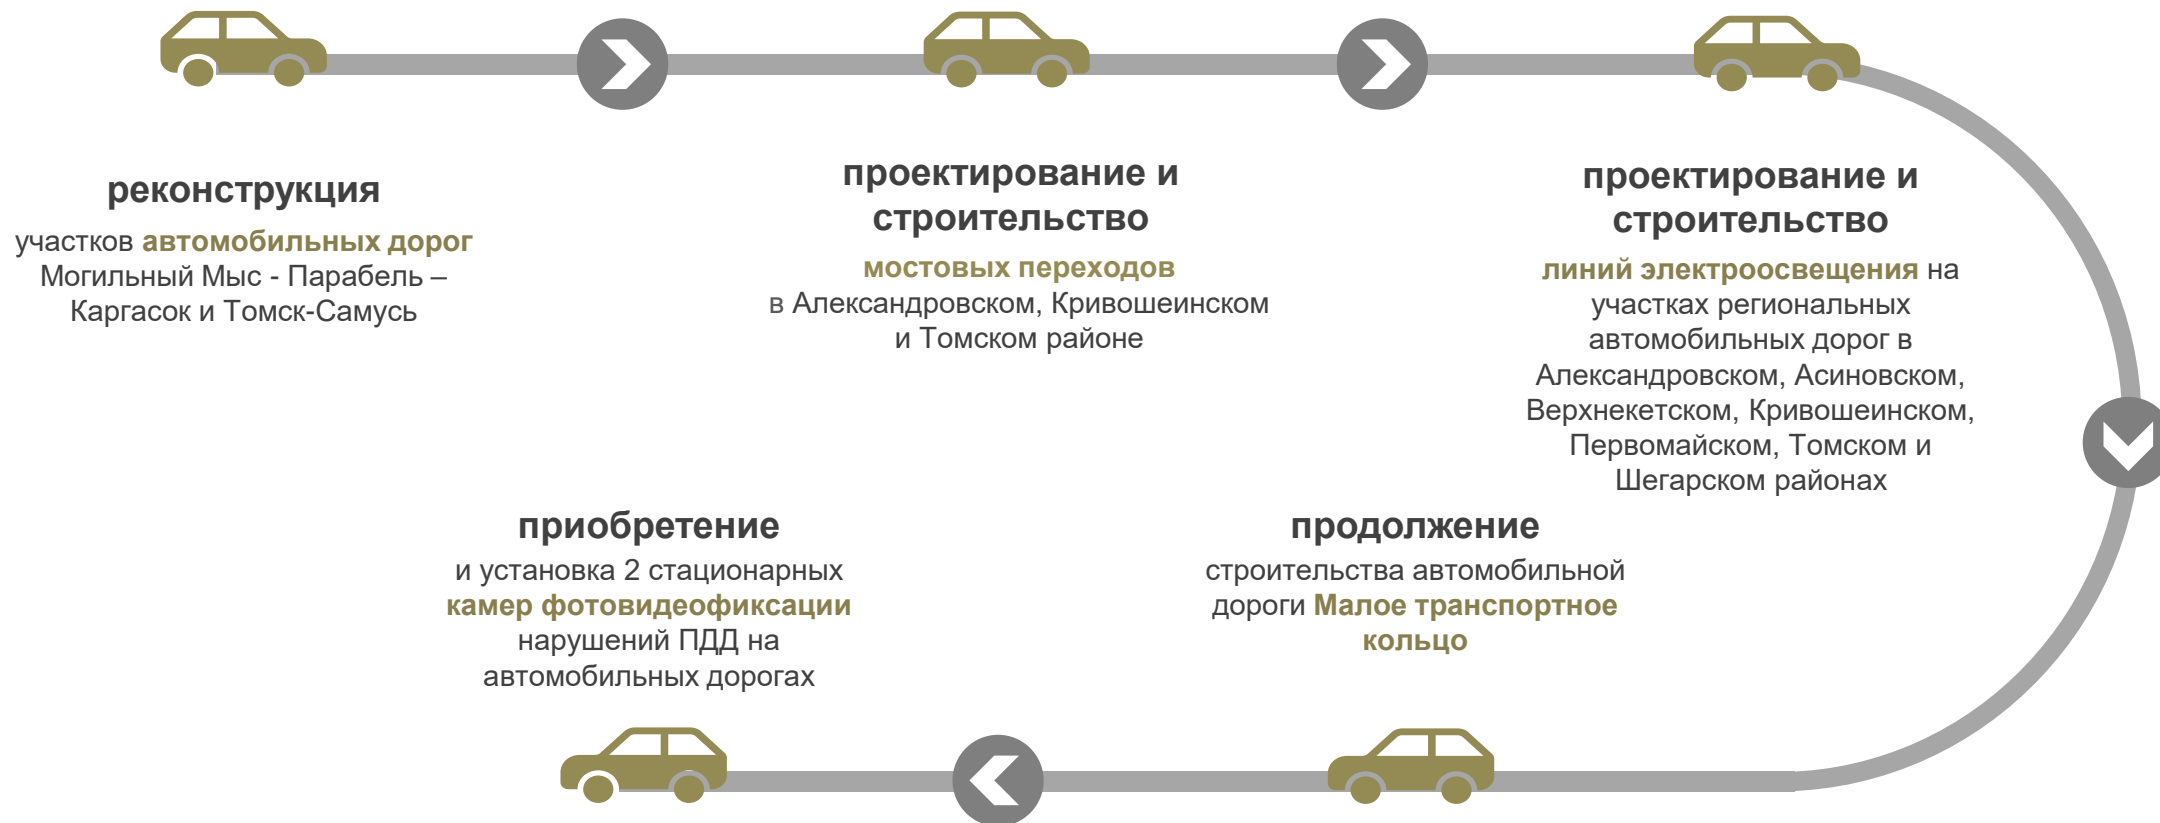 реконструкция
участков автомобильных дорог
Могильный Мыс - Парабель –
Каргасок и Томск-Самусь
проектирование и
строительство
мостовых переходов
в Александровском, Кривошеинском
и Томском районе
проектирование и
строительство
линий электроосвещения на
участках региональных
автомобильных дорог в
Александровском, Асиновском,
Верхнекетском, Кривошеинском,
Первомайском, Томском и
Шегарском районах
продолжение
строительства автомобильной
дороги Малое транспортное
кольцо
приобретение
и установка 2 стационарных
камер фотовидеофиксации
нарушений ПДД на
автомобильных дорогах